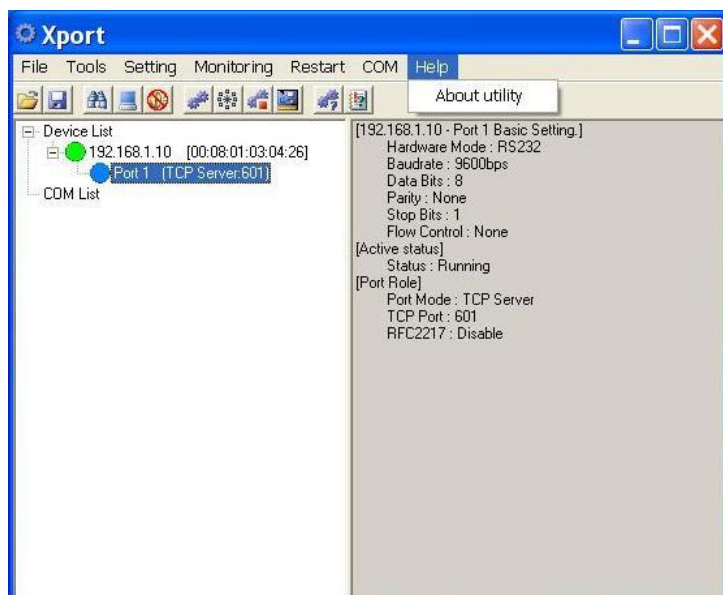 Xport
File Tools Setting Monitoring Restart COM Help
About utility
Device List
192.168.1.10 [00:08:01:03:04:26]
Port 1 (TCP Server:601)
COM List
[192.168.1.10 - Port 1 Basic Setting.]
Hardware Mode : RS232
Baudrate : 9600bps
Data Bits : 8
Parity : None
Stop Bits : 1
Flow Control : None
[Active status]
Status : Running
[Port Role]
Port Mode : TCP Server
TCP Port : 601
RFC2217 : Disable